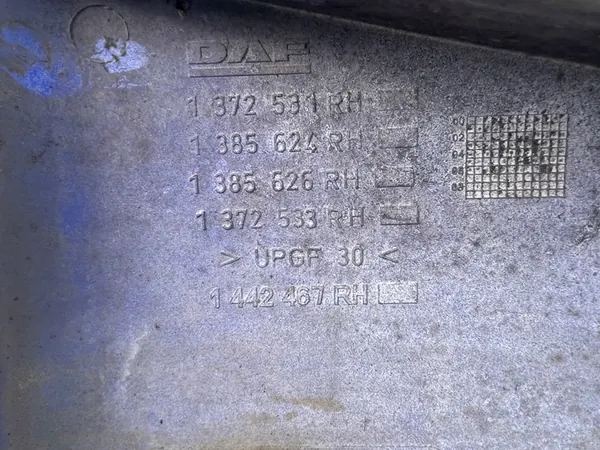 DAF
1 372 531 RH
1 385 624 RH
1 385 626 RH
1 372 533 RH
> UPGF 30 <
1 442 467 RH